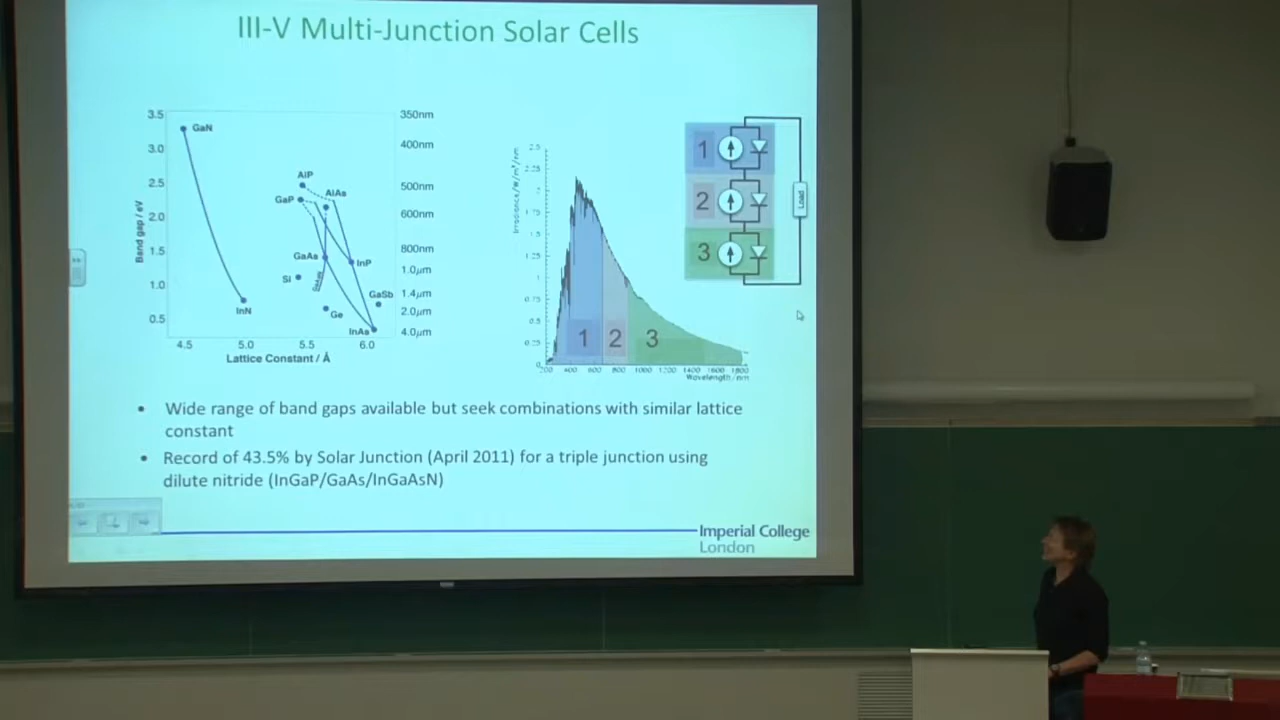 III-V Multi-Junction Solar Cells
3.5
3.0
2.5
2.0
1.5
1.0
0.5
Band gap / eV
GaN
AlP
AlAs
GaP
GaAs
InP
Si
GaSb
Ge
InN
InAs
350nm
400nm
500nm
600nm
800nm
1.0µm
1.4µm
2.0µm
4.0µm
4.5 5.0 5.5 6.0
Lattice Constant / Å
2.5
2.25
2
1.75
1.5
1.25
1
0.75
0.5
0.25
0
1 2 3
200 400 600 800 1000 1200 1400 1600 1800
Wavelength / nm
1
2
3
Load
• Wide range of band gaps available but seek combinations with similar lattice
constant
• Record of 43.5% by Solar Junction (April 2011) for a triple junction using
dilute nitride (InGaP/GaAs/InGaAsN)
Imperial College
London